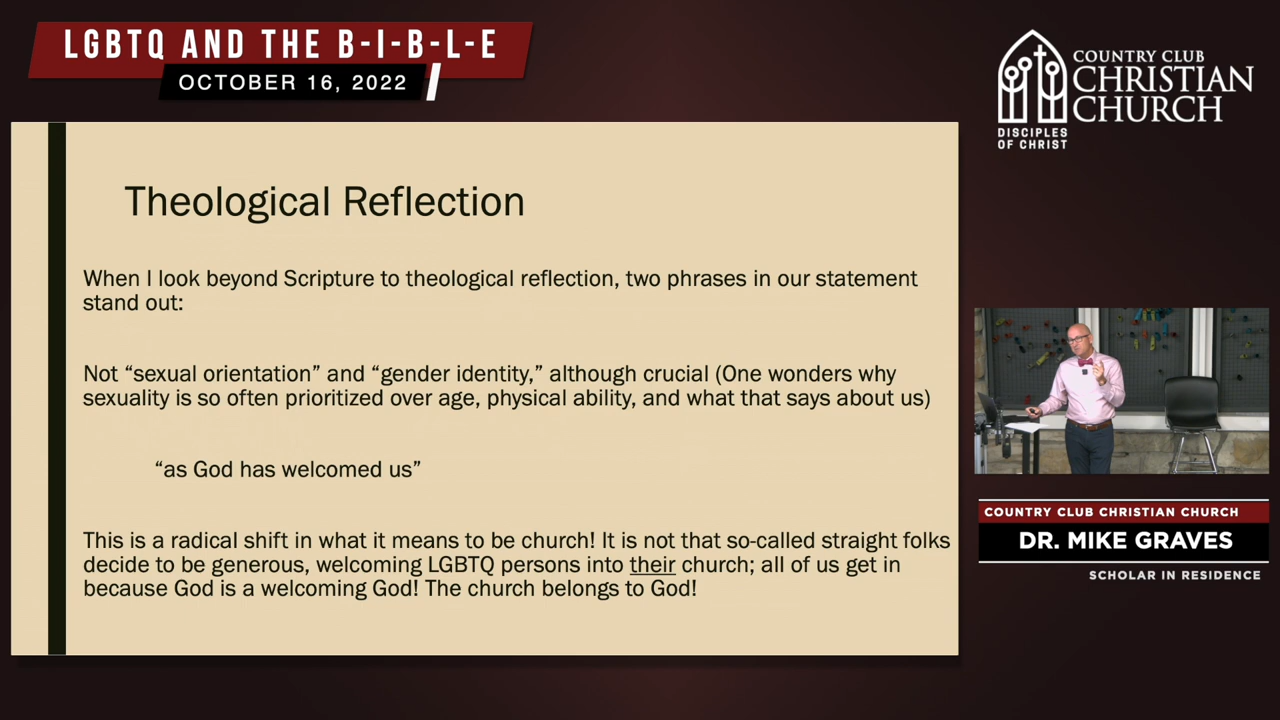 LGBTQ AND THE B-I-B-L-E
OCTOBER 16, 2022
COUNTRY CLUB
CHRISTIAN
CHURCH
DISCIPLES
OF CHRIST
Theological Reflection
When I look beyond Scripture to theological reflection, two phrases in our statement
stand out:
Not “sexual orientation” and “gender identity,” although crucial (One wonders why
sexuality is so often prioritized over age, physical ability, and what that says about us)
“as God has welcomed us”
This is a radical shift in what it means to be church! It is not that so-called straight folks
decide to be generous, welcoming LGBTQ persons into their church; all of us get in
because God is a welcoming God! The church belongs to God!
COUNTRY CLUB CHRISTIAN CHURCH
DR. MIKE GRAVES
SCHOLAR IN RESIDENCE